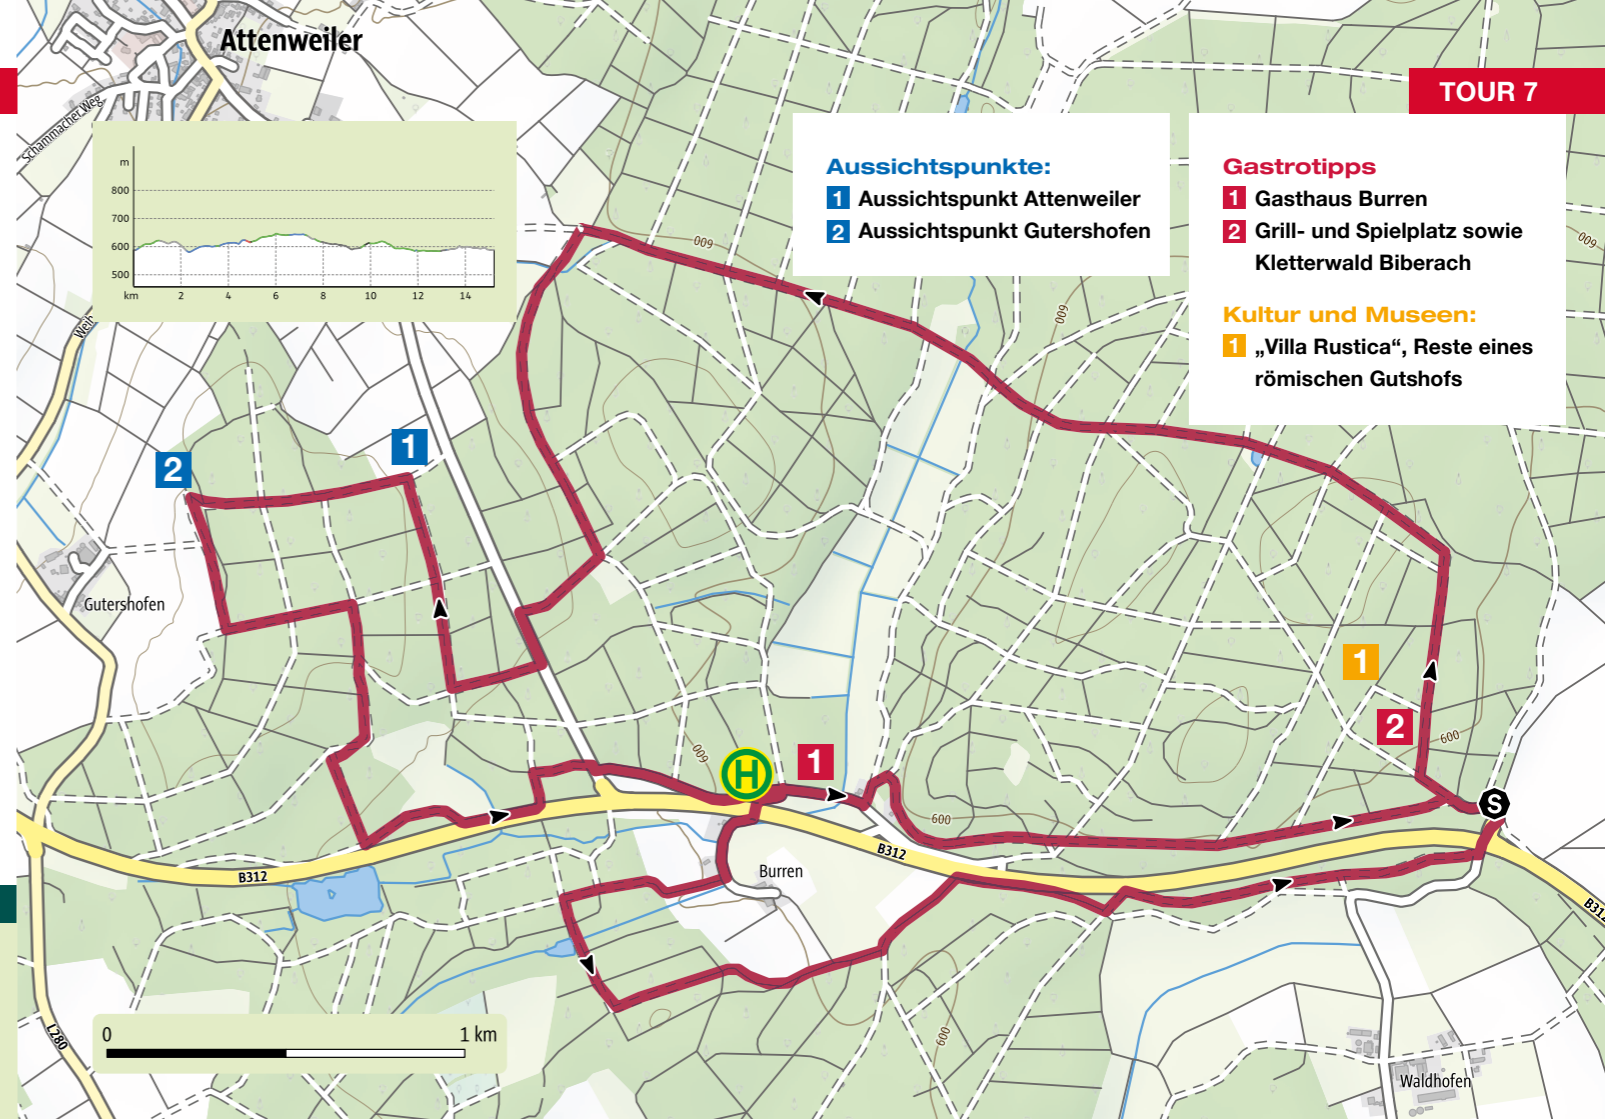 Attenweiler
TOUR 7
Schammacher Weg
m
800
700
600
500
km
2
4
6
8
10
12
14
Aussichtspunkte:
1 Aussichtspunkt Attenweiler
2 Aussichtspunkt Gutershofen
Gastrotipps
1 Gasthaus Burren
2 Grill- und Spielplatz sowie
Kletterwald Biberach
Kultur und Museen:
1 „Villa Rustica“, Reste eines
römischen Gutshofs
600
600
600
Weih
1
2
Gutershofen
1
2
600
600
H
1
S
600
B312
B312
Burren
B312
L280
600
0
1 km
Waldhofen